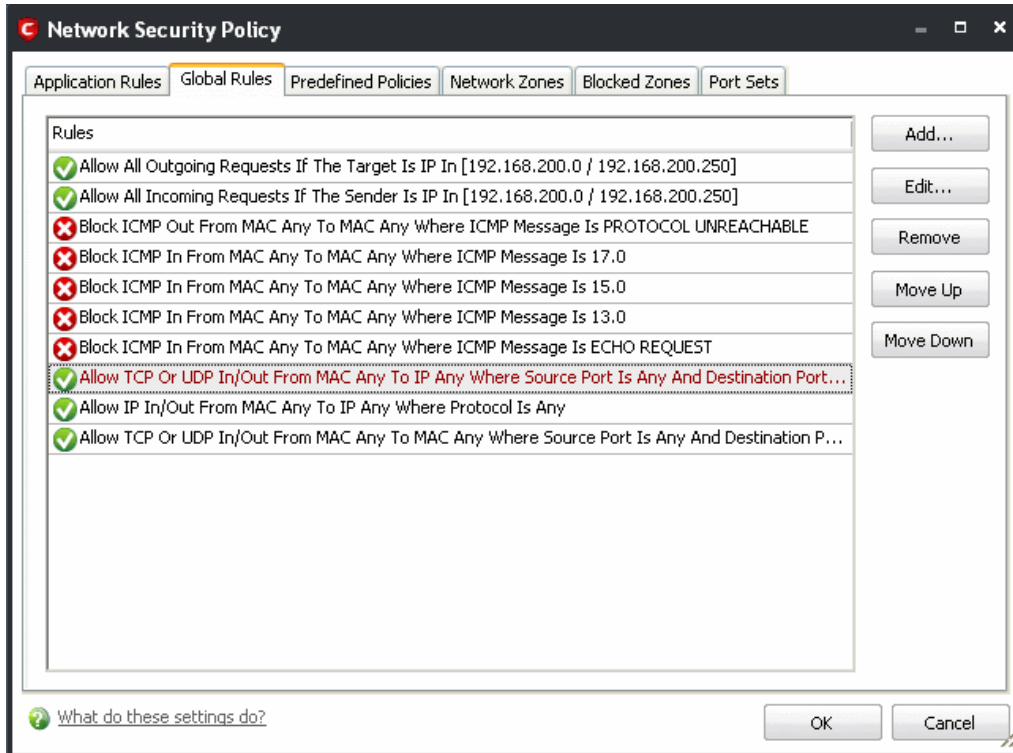 Network Security Policy
Application Rules
Global Rules
Predefined Policies
Network Zones
Blocked Zones
Port Sets
Rules
Allow All Outgoing Requests If The Target Is IP In [192.168.200.0 / 192.168.200.250]
Allow All Incoming Requests If The Sender Is IP In [192.168.200.0 / 192.168.200.250]
Block ICMP Out From MAC Any To MAC Any Where ICMP Message Is PROTOCOL UNREACHABLE
Block ICMP In From MAC Any To MAC Any Where ICMP Message Is 17.0
Block ICMP In From MAC Any To MAC Any Where ICMP Message Is 15.0
Block ICMP In From MAC Any To MAC Any Where ICMP Message Is 13.0
Block ICMP In From MAC Any To MAC Any Where ICMP Message Is ECHO REQUEST
Allow TCP Or UDP In/Out From MAC Any To IP Any Where Source Port Is Any And Destination Port...
Allow IP In/Out From MAC Any To IP Any Where Protocol Is Any
Allow TCP Or UDP In/Out From MAC Any To MAC Any Where Source Port Is Any And Destination P...
Add...
Edit...
Remove
Move Up
Move Down
What do these settings do?
OK
Cancel